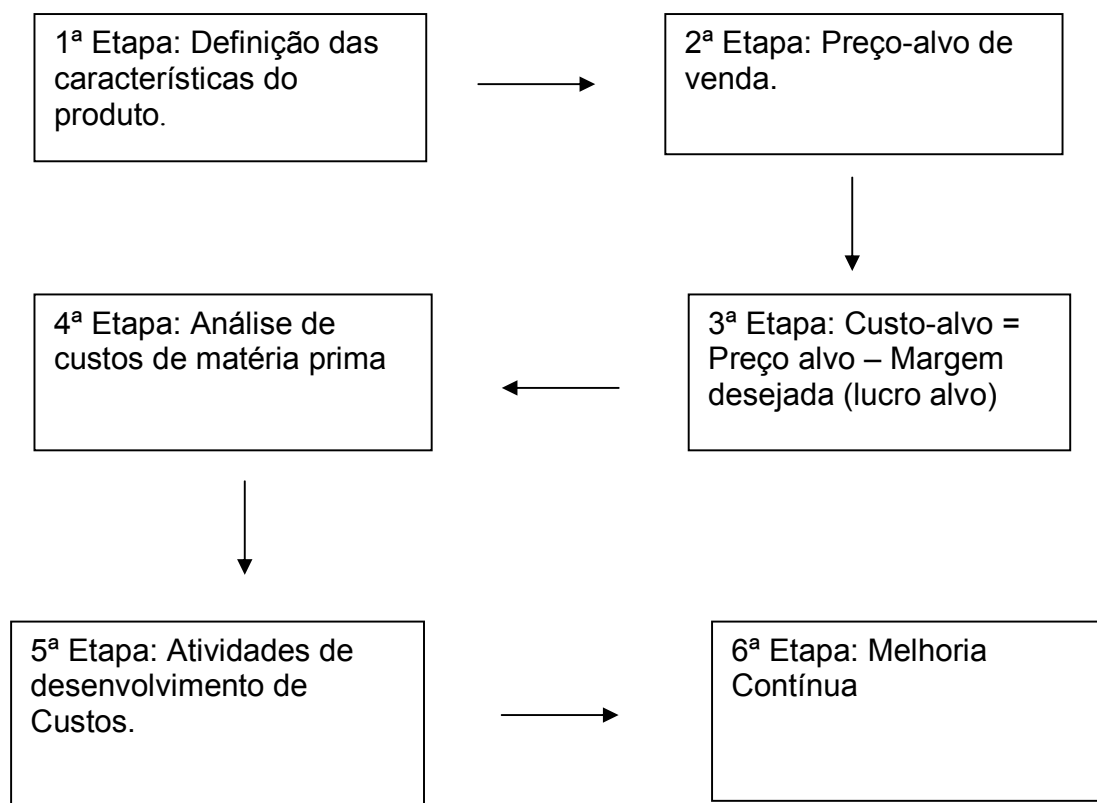 1ª Etapa: Definição das
características do
produto.
2ª Etapa: Preço-alvo de
venda.
3ª Etapa: Custo-alvo =
Preço alvo – Margem
desejada (lucro alvo)
4ª Etapa: Análise de
custos de matéria prima
5ª Etapa: Atividades de
desenvolvimento de
Custos.
6ª Etapa: Melhoria
Contínua